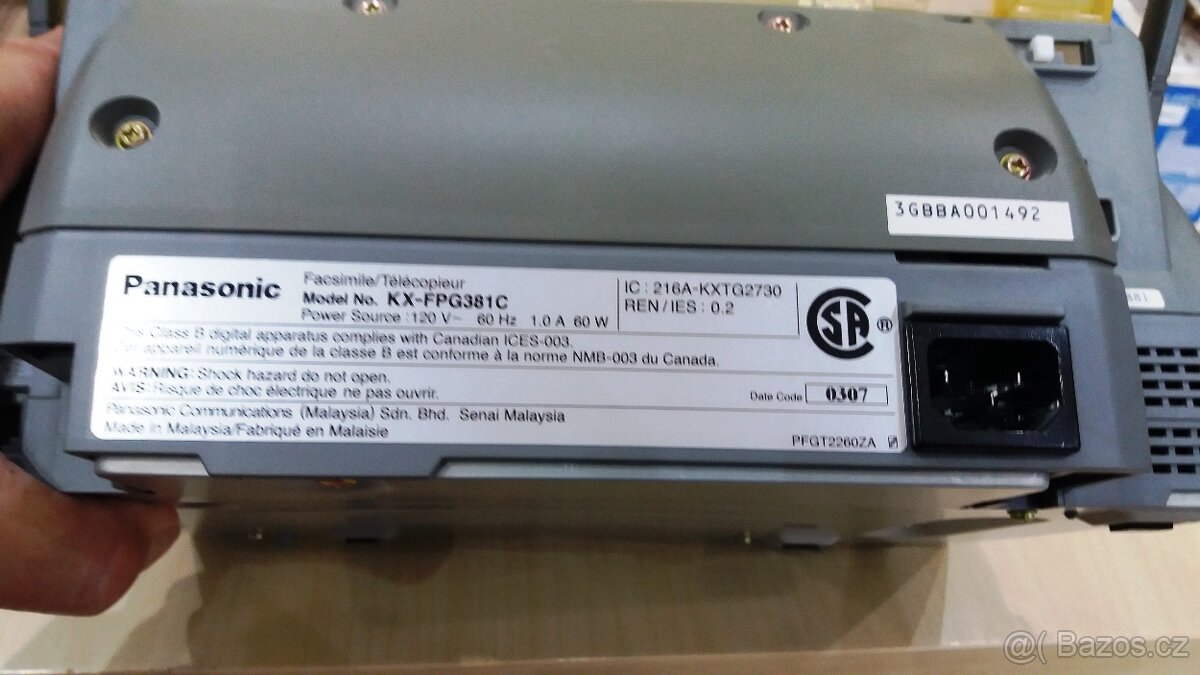 3GBBA001492
Panasonic
Facsimile/Télécopieur
Model No. KX-FPG381C
Power Source : 120 V~ 60 Hz 1.0 A 60 W
IC : 216A-KXTG2730
REN / IES : 0.2
SA ®
This Class B digital apparatus complies with Canadian ICES-003.
Cet appareil numérique de la classe B est conforme à la norme NMB-003 du Canada.
WARNING: Shock hazard do not open.
AVIS: Risque de choc électrique ne pas ouvrir.
Date Code 0307
Panasonic Communications (Malaysia) Sdn. Bhd. Senai Malaysia
Made in Malaysia/Fabriqué en Malaisie
PFGT2260ZA
@( Bazos.cz